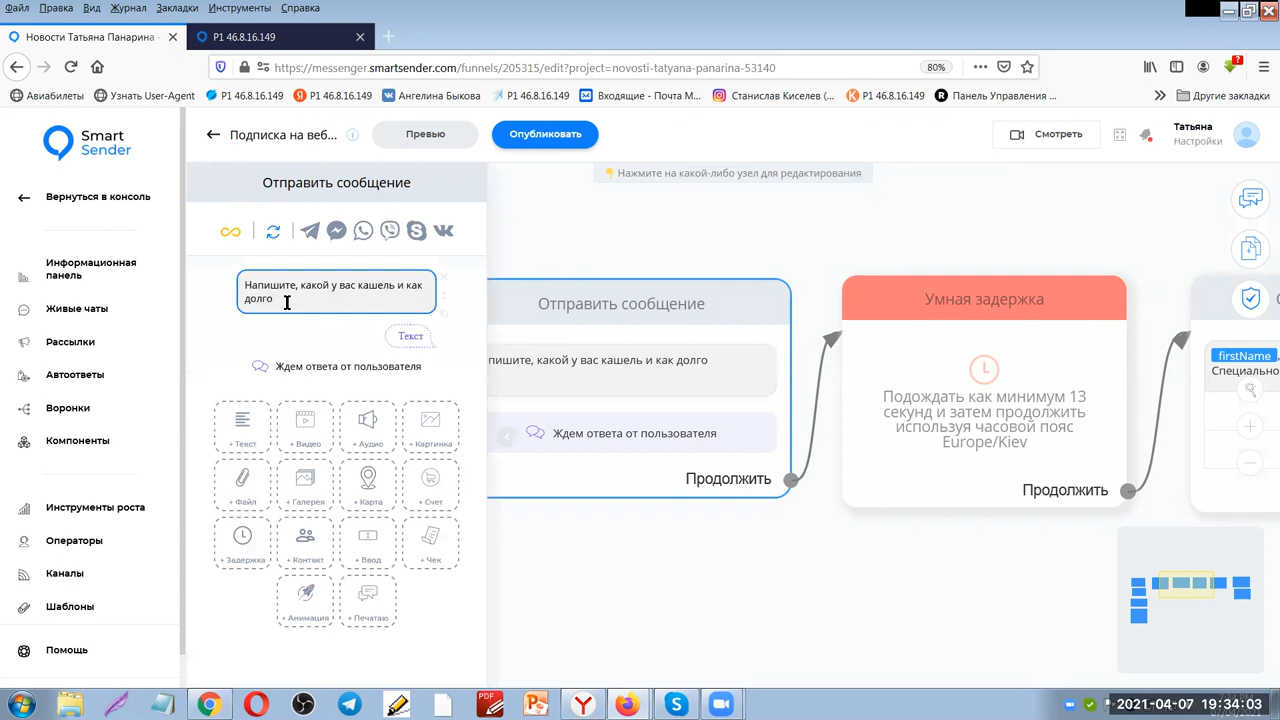 Файл Правка Вид Журнал Закладки Инструменты Справка
Новости Татьяна Панарина -
P1 46.8.16.149
https://messenger.smartsender.com/funnels/205315/edit?project=novosti-tatyana-panarina-53140
80%
Авиабилеты
Узнать User-Agent
P1 46.8.16.149
P1 46.8.16.149
Ангелина Быкова
P1 46.8.16.149
Входящие - Почта М...
Станислав Киселев (...
P1 46.8.16.149
Панель Управления ...
Другие закладки
Smart
Sender
Подписка на веб...
Превью
Опубликовать
Смотреть
Татьяна
Настройки
Вернуться в консоль
Информационная
панель
Живые чаты
Рассылки
Автоответы
Воронки
Компоненты
Инструменты роста
Операторы
Каналы
Шаблоны
Помощь
Отправить сообщение
Напишите, какой у вас кашель и как
долго
Текст
Ждем ответа от пользователя
+ Текст
+ Видео
+ Аудио
+ Картинка
+ Файл
+ Галерея
+ Карта
+ Счет
+ Задержка
+ Контакт
+ Ввод
+ Чек
+ Анимация
+ Печатаю
Нажмите на какой-либо узел для редактирования
Отправить сообщение
пишите, какой у вас кашель и как долго
Ждем ответа от пользователя
Продолжить
Умная задержка
Подождать как минимум 13
секунд и затем продолжить
используя часовой пояс
Europe/Kiev
Продолжить
firstName
Специально
2021-04-07 19:34:03